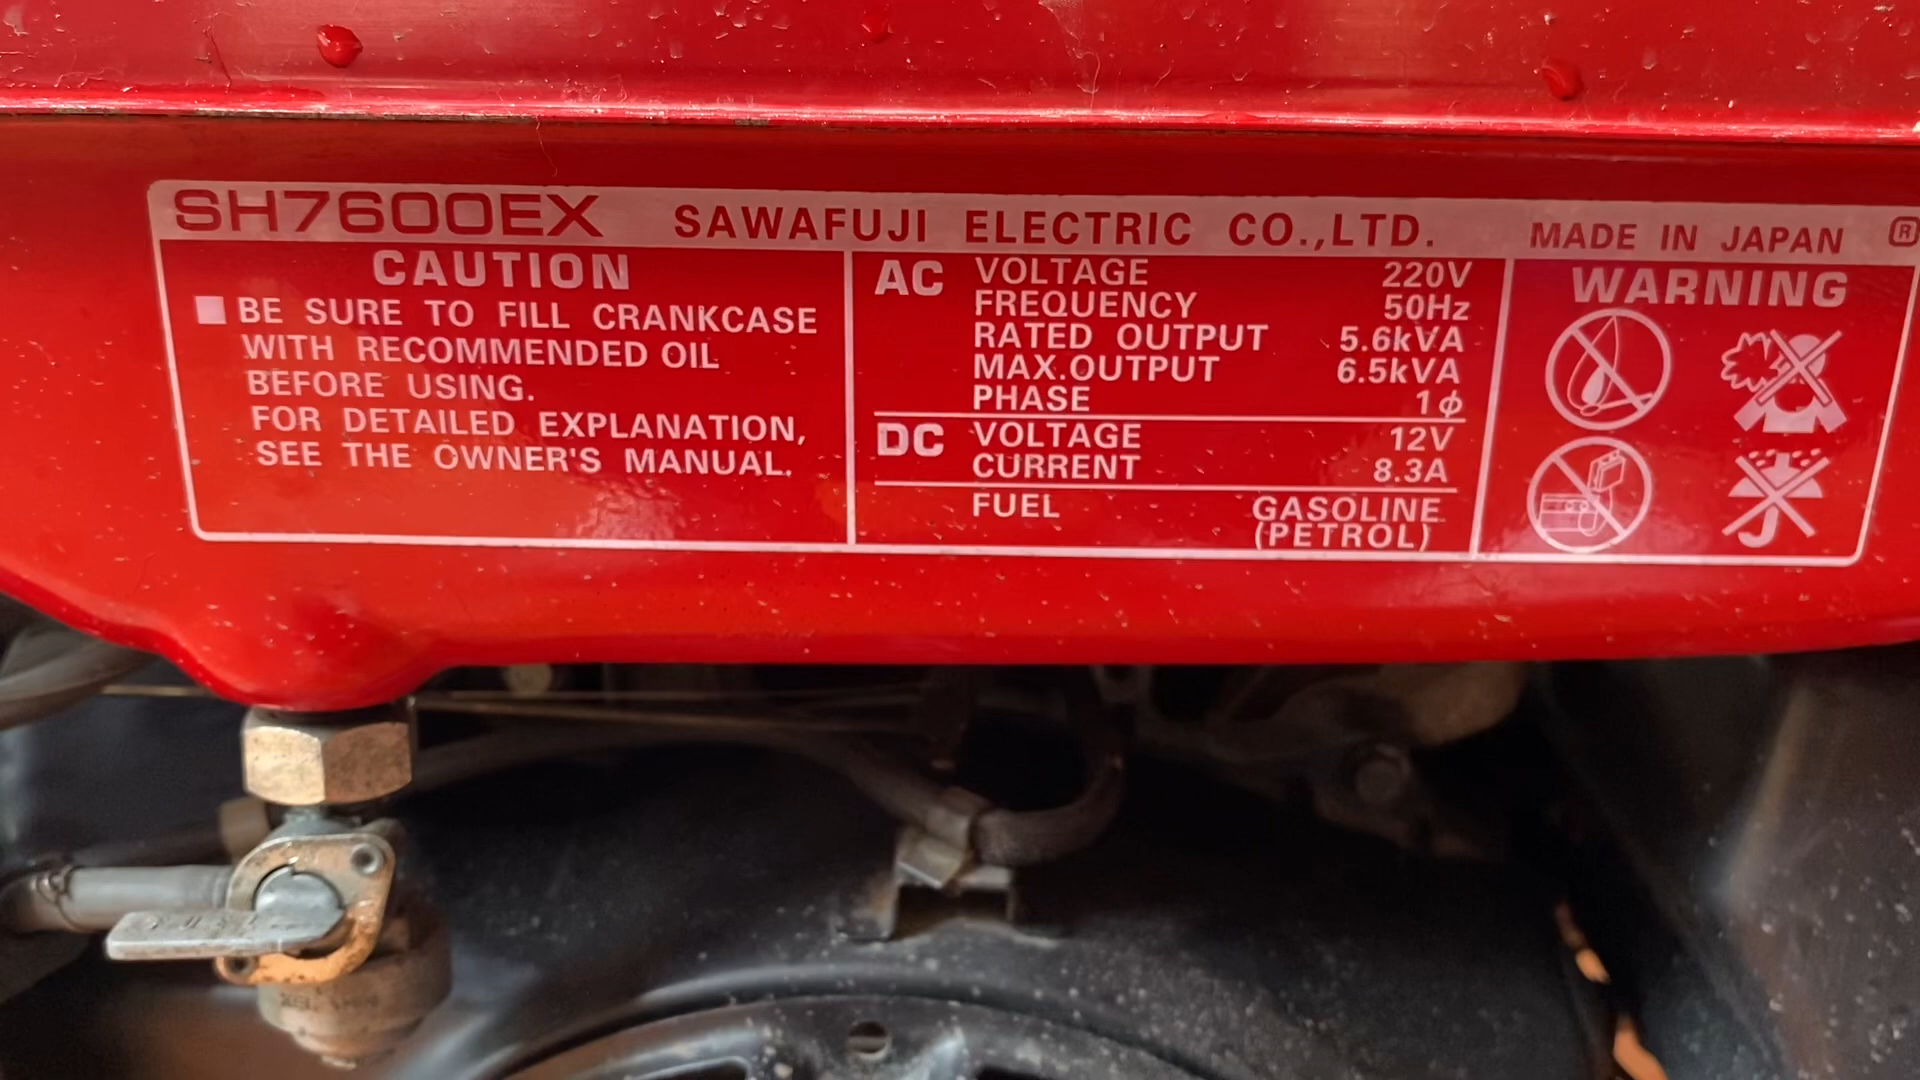 SH7600EX SAWAFUJI ELECTRIC CO.,LTD. MADE IN JAPAN ®
CAUTION
■ BE SURE TO FILL CRANKCASE
WITH RECOMMENDED OIL
BEFORE USING.
FOR DETAILED EXPLANATION,
SEE THE OWNER'S MANUAL.
AC VOLTAGE 220V
FREQUENCY 50Hz
RATED OUTPUT 5.6kVA
MAX.OUTPUT 6.5kVA
PHASE 1ϕ
DC VOLTAGE 12V
CURRENT 8.3A
FUEL GASOLINE
(PETROL)
WARNING